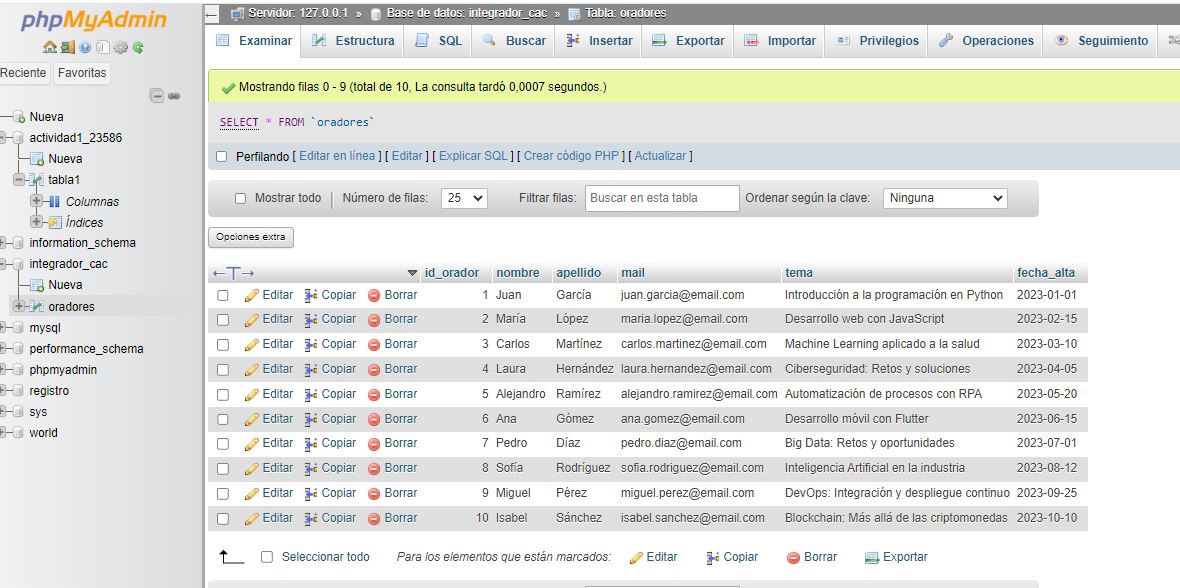 phpMyAdmin
Reciente Favoritas
Nueva
actividad1_23586
Nueva
tabla1
Columnas
Índices
information_schema
integrador_cac
Nueva
oradores
mysql
performance_schema
phpmyadmin
registro
sys
world
Servidor: 127.0.0.1 » Base de datos: integrador_cac » Tabla: oradores
Examinar Estructura SQL Buscar Insertar Exportar Importar Privilegios Operaciones Seguimiento
Mostrando filas 0 - 9 (total de 10, La consulta tardó 0,0007 segundos.)
SELECT * FROM `oradores`
Perfilando [ Editar en línea ] [ Editar ] [ Explicar SQL ] [ Crear código PHP ] [ Actualizar ]
Mostrar todo Número de filas: 25 Filtrar filas: Buscar en esta tabla Ordenar según la clave: Ninguna
Opciones extra
←T→ id_orador nombre apellido mail tema fecha_alta
Editar Copiar Borrar 1 Juan García juan.garcia@email.com Introducción a la programación en Python 2023-01-01
Editar Copiar Borrar 2 María López maria.lopez@email.com Desarrollo web con JavaScript 2023-02-15
Editar Copiar Borrar 3 Carlos Martínez carlos.martinez@email.com Machine Learning aplicado a la salud 2023-03-10
Editar Copiar Borrar 4 Laura Hernández laura.hernandez@email.com Ciberseguridad: Retos y soluciones 2023-04-05
Editar Copiar Borrar 5 Alejandro Ramírez alejandro.ramirez@email.com Automatización de procesos con RPA 2023-05-20
Editar Copiar Borrar 6 Ana Gómez ana.gomez@email.com Desarrollo móvil con Flutter 2023-06-15
Editar Copiar Borrar 7 Pedro Díaz pedro.diaz@email.com Big Data: Retos y oportunidades 2023-07-01
Editar Copiar Borrar 8 Sofía Rodríguez sofia.rodriguez@email.com Inteligencia Artificial en la industria 2023-08-12
Editar Copiar Borrar 9 Miguel Pérez miguel.perez@email.com DevOps: Integración y despliegue continuo 2023-09-25
Editar Copiar Borrar 10 Isabel Sánchez isabel.sanchez@email.com Blockchain: Más allá de las criptomonedas 2023-10-10
Seleccionar todo Para los elementos que están marcados: Editar Copiar Borrar Exportar